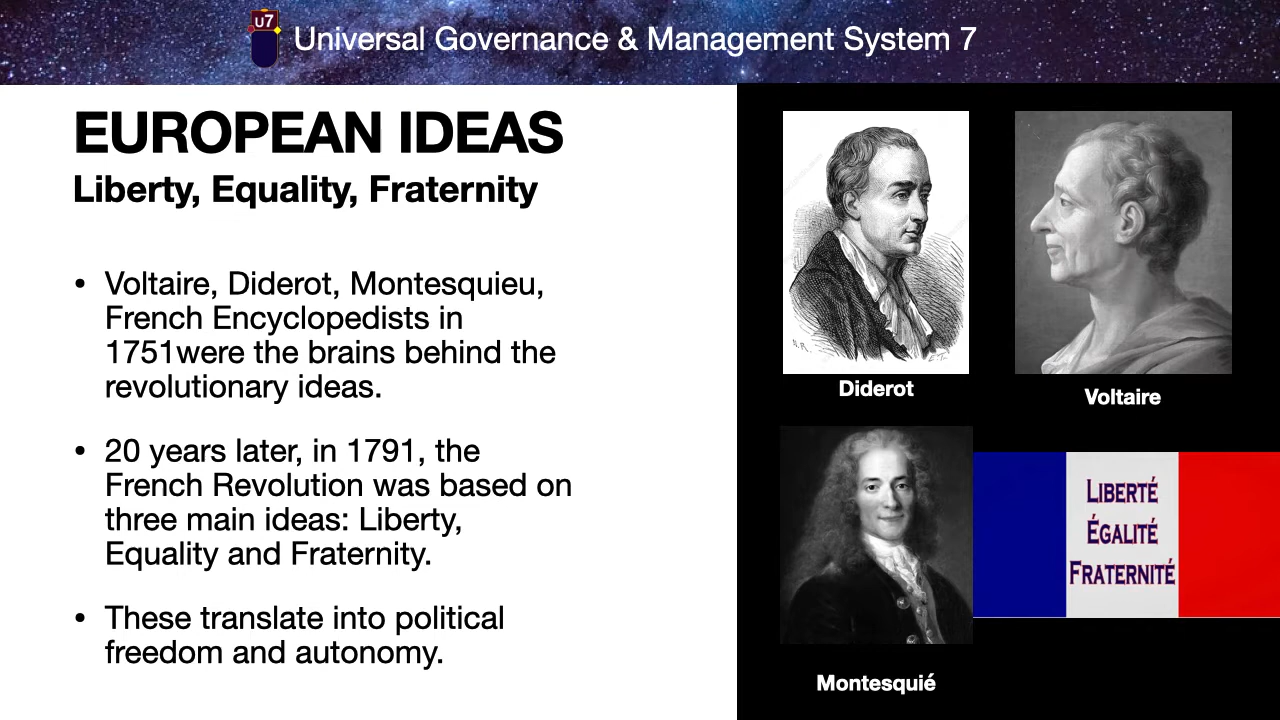 U7
Universal Governance & Management System 7
EUROPEAN IDEAS
Liberty, Equality, Fraternity
• Voltaire, Diderot, Montesquieu,
French Encyclopedists in
1751were the brains behind the
revolutionary ideas.
• 20 years later, in 1791, the
French Revolution was based on
three main ideas: Liberty,
Equality and Fraternity.
• These translate into political
freedom and autonomy.
Diderot
Voltaire
LIBERTÉ
ÉGALITÉ
FRATERNITÉ
Montesquié